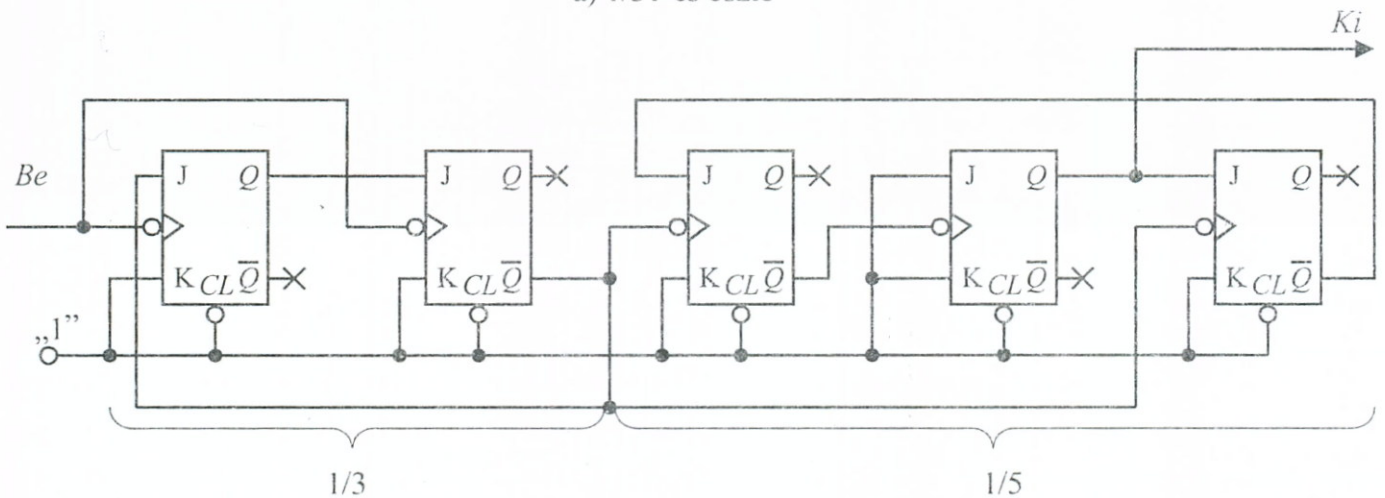 Ki
Be
J Q J Q J Q J Q J Q
K CL Q̅ K CL Q̅ K CL Q̅ K CL Q̅ K CL Q̅
„1”
1/3 1/5